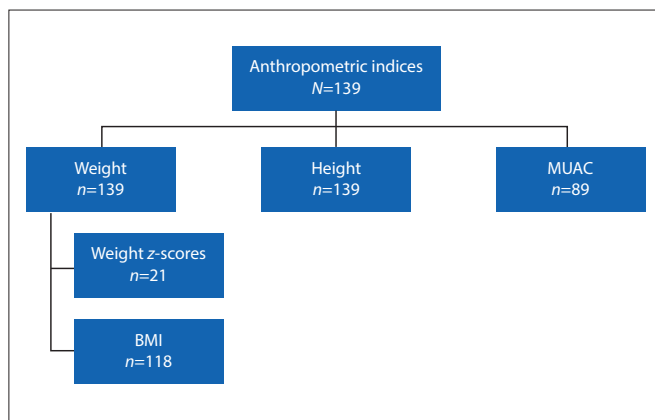 Anthropometric indices
N=139
Weight
n=139
Height
n=139
MUAC
n=89
Weight z-scores
n=21
BMI
n=118